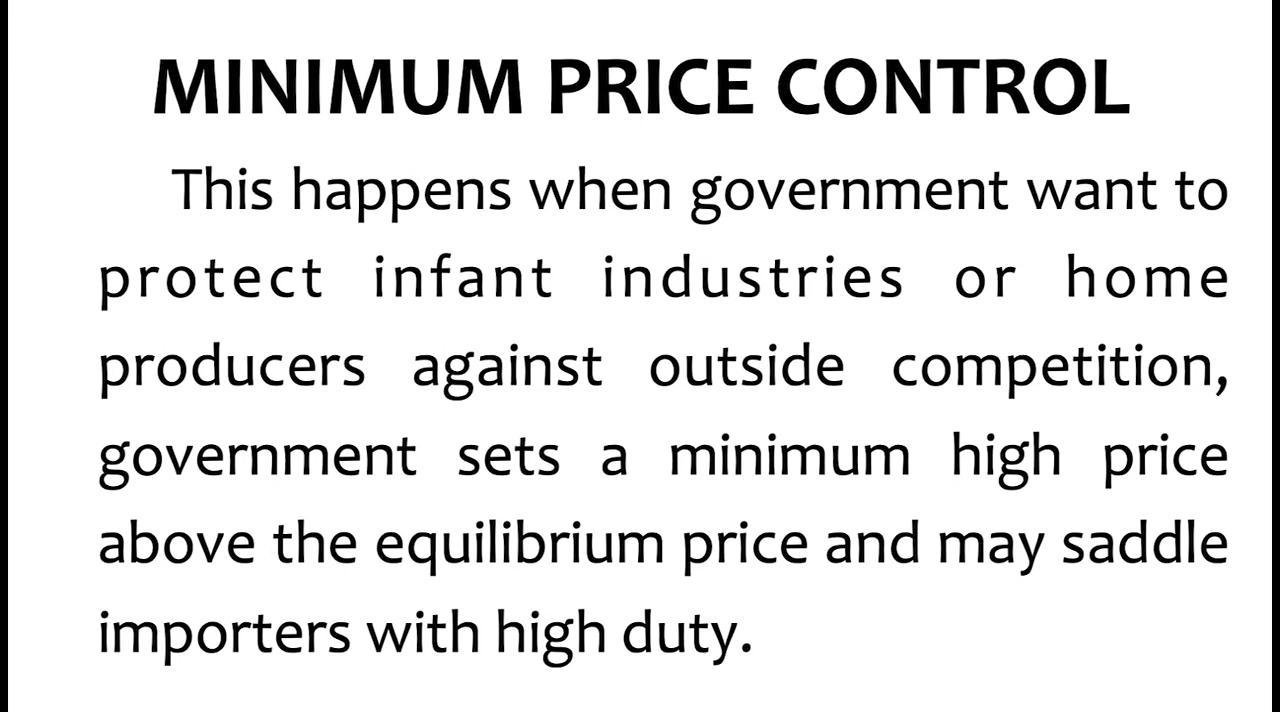 MINIMUM PRICE CONTROL
This happens when government want to
protect infant industries or home
producers against outside competition,
government sets a minimum high price
above the equilibrium price and may saddle
importers with high duty.